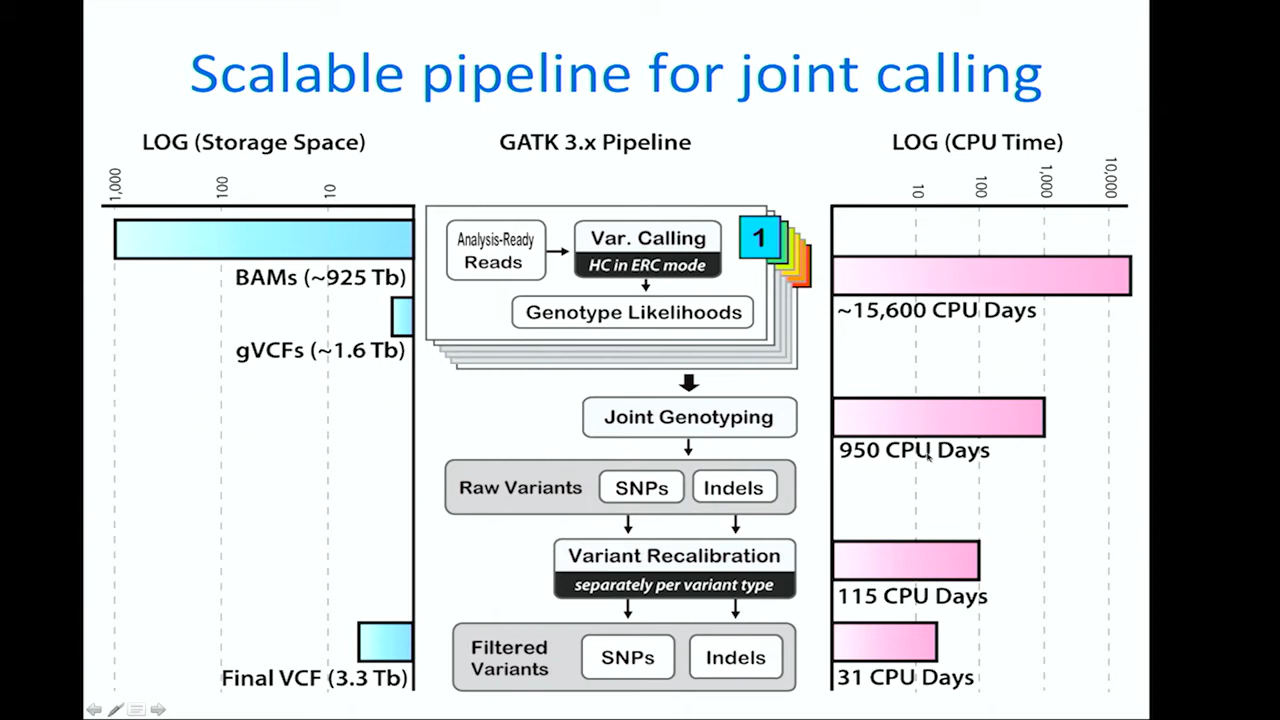 Scalable pipeline for joint calling
LOG (Storage Space)
GATK 3.x Pipeline
LOG (CPU Time)
1,000
100
10
10
100
1,000
10,000
Analysis-Ready
Reads
Var. Calling
HC in ERC mode
1
Genotype Likelihoods
BAMs (~925 Tb)
gVCFs (~1.6 Tb)
~15,600 CPU Days
Joint Genotyping
950 CPU Days
Raw Variants
SNPs
Indels
Variant Recalibration
separately per variant type
115 CPU Days
Filtered
Variants
SNPs
Indels
Final VCF (3.3 Tb)
31 CPU Days